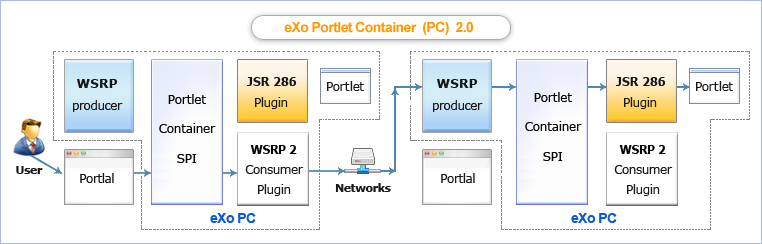 eXo Portlet Container (PC) 2.0
WSRP
producer
Portlet
Container
SPI
JSR 286
Plugin
Portlet
User
Portlal
WSRP 2
Consumer
Plugin
eXo PC
Networks
WSRP
producer
Portlet
Container
SPI
JSR 286
Plugin
Portlet
Portlal
WSRP 2
Consumer
Plugin
eXo PC